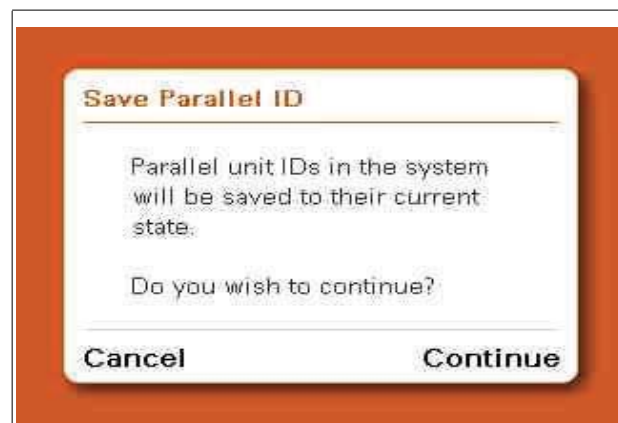 Save Parallel ID
Parallel unit IDs in the system
will be saved to their current
state.
Do you wish to continue?
Cancel
Continue